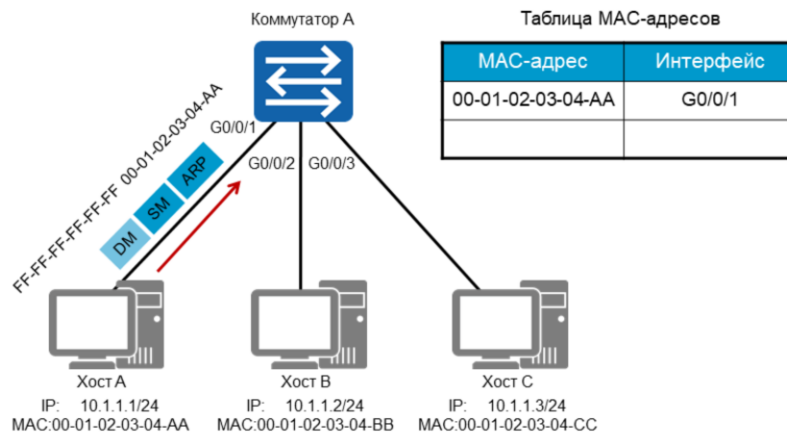 Коммутатор А
Таблица MAC-адресов
MAC-адрес Интерфейс
00-01-02-03-04-AA G0/0/1
FF-FF-FF-FF-FF-FF 00-01-02-03-04-AA
DM SM ARP
G0/0/1
G0/0/2 G0/0/3
Хост A Хост B Хост C
IP: 10.1.1.1/24 IP: 10.1.1.2/24 IP: 10.1.1.3/24
MAC:00-01-02-03-04-AA MAC:00-01-02-03-04-BB MAC:00-01-02-03-04-CC